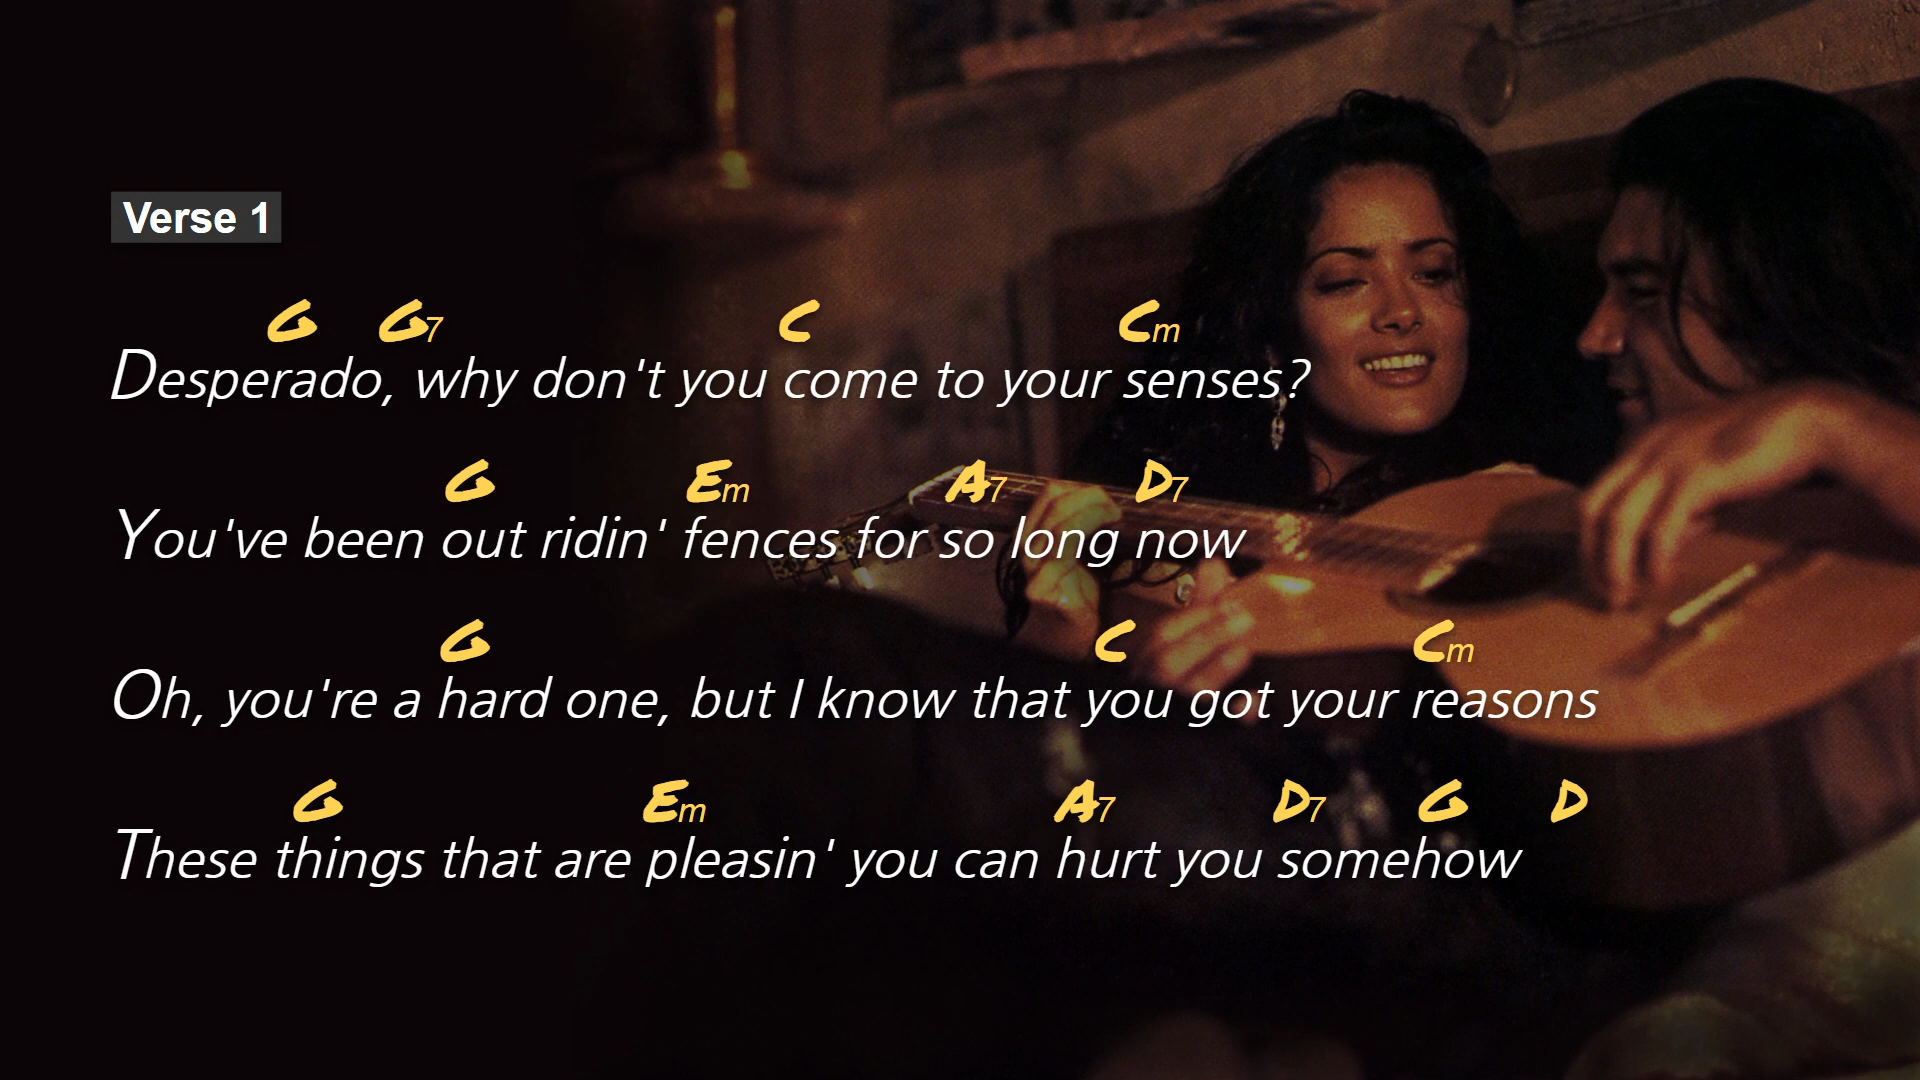 Verse 1
G G7 C Cm
Desperado, why don't you come to your senses?
G Em A7 D7
You've been out ridin' fences for so long now
G C Cm
Oh, you're a hard one, but I know that you got your reasons
G Em A7 D7 G D
These things that are pleasin' you can hurt you somehow